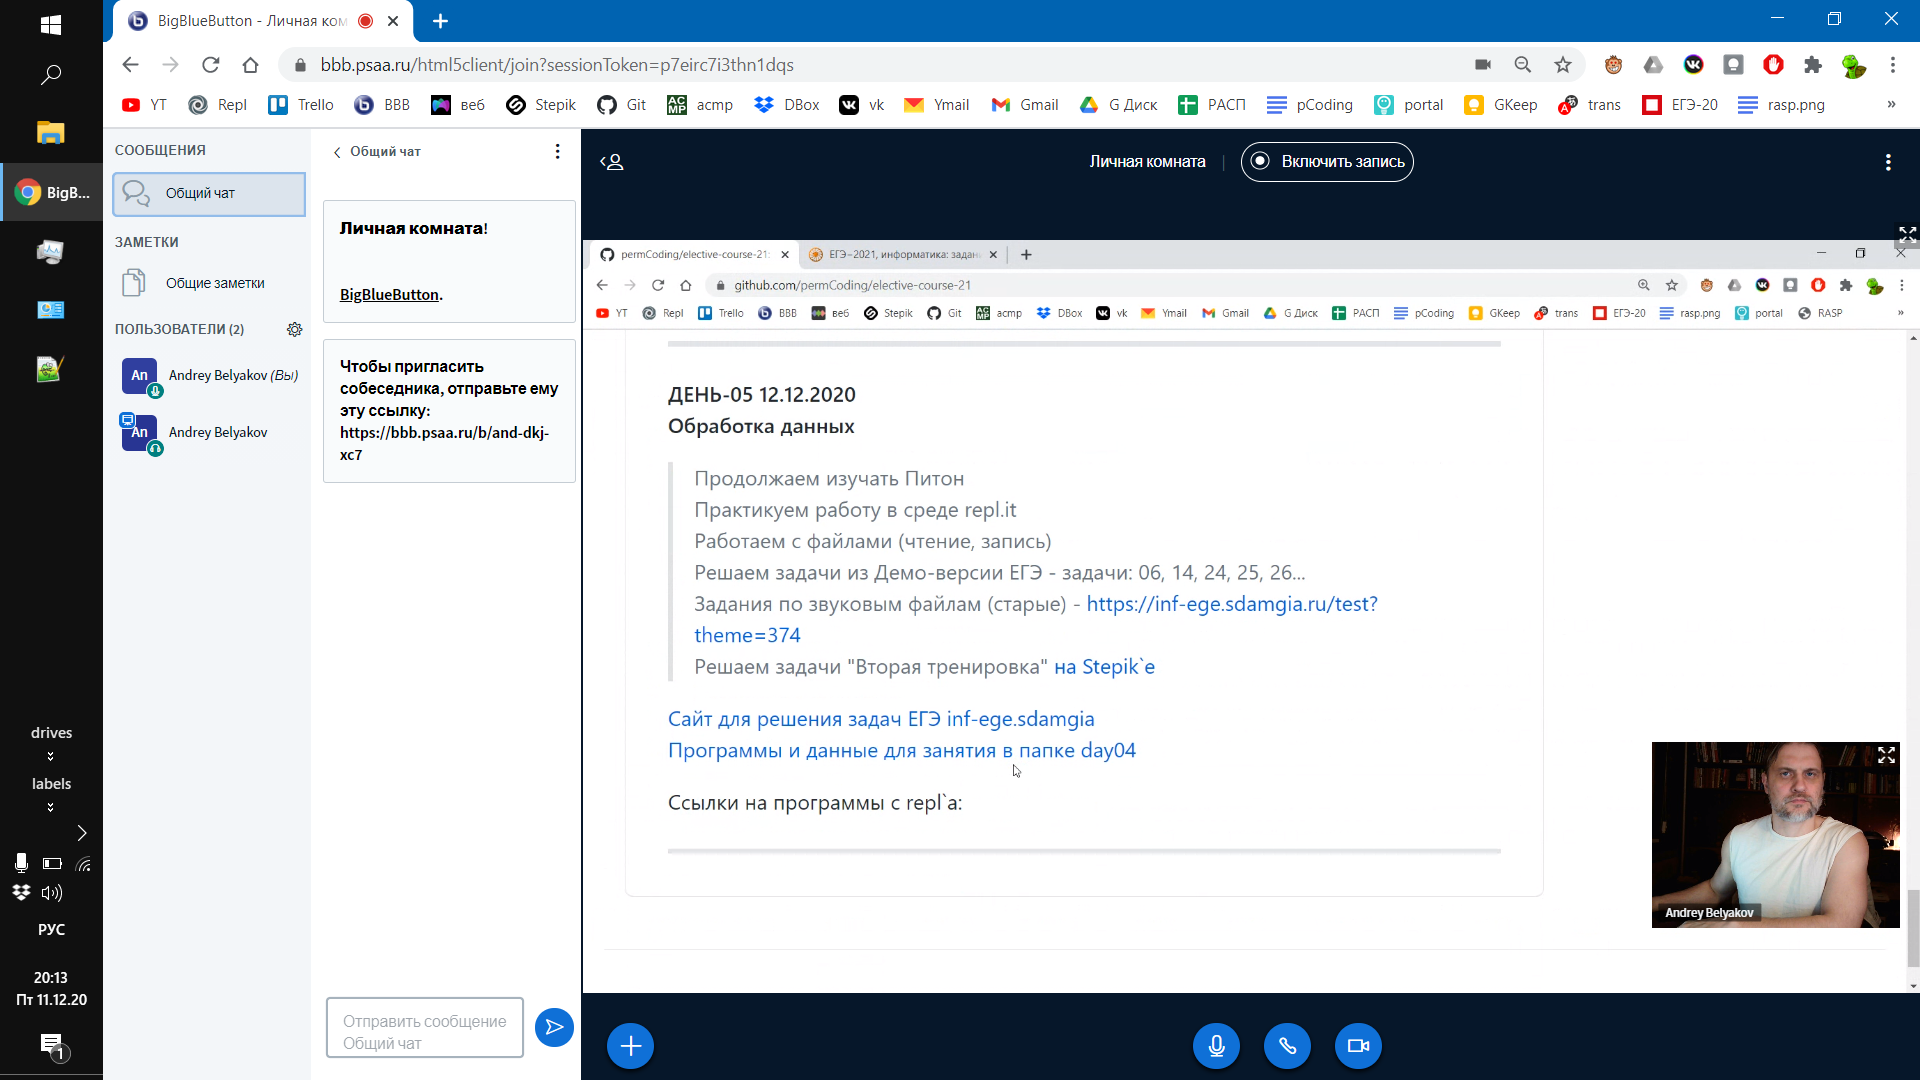 BigBlueButton - Личная ком
bbb.psaa.ru/html5client/join?sessionToken=p7eirc7i3thn1dqs
YT Repl Trello BBB веб Stepik Git acmp DBox vk Ymail Gmail G Диск РАСП pCoding portal GKeep trans ЕГЭ-20 rasp.png »
BigB...
drives
labels
РУС
20:13
Пт 11.12.20
1
СООБЩЕНИЯ
Общий чат
ЗАМЕТКИ
Общие заметки
ПОЛЬЗОВАТЕЛИ (2)
An Andrey Belyakov (Вы)
An Andrey Belyakov
Общий чат
Личная комната!
BigBlueButton.
Чтобы пригласить
собеседника, отправьте ему
эту ссылку:
https://bbb.psaa.ru/b/and-dkj-
xc7
Отправить сообщение
Общий чат
Личная комната
Включить запись
permCoding/elective-course-21: ЕГЭ–2021, информатика: задан
github.com/permCoding/elective-course-21
YT Repl Trello BBB веб Stepik Git acmp DBox vk Ymail Gmail G Диск РАСП pCoding GKeep trans ЕГЭ-20 rasp.png portal RASP »
ДЕНЬ-05 12.12.2020
Обработка данных
Продолжаем изучать Питон
Практикуем работу в среде repl.it
Работаем с файлами (чтение, запись)
Решаем задачи из Демо-версии ЕГЭ - задачи: 06, 14, 24, 25, 26...
Задания по звуковым файлам (старые) - https://inf-ege.sdamgia.ru/test?
theme=374
Решаем задачи "Вторая тренировка" на Stepik`е
Сайт для решения задач ЕГЭ inf-ege.sdamgia
Программы и данные для занятия в папке day04
Ссылки на программы с repl`а:
Andrey Belyakov